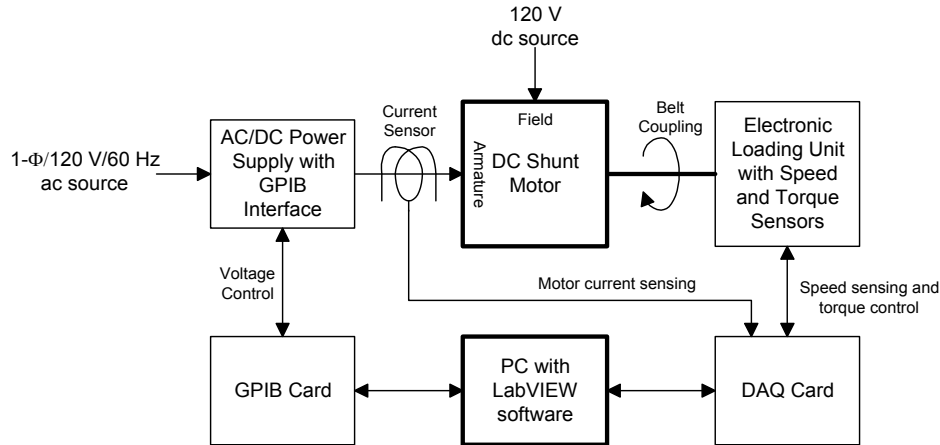 120 V
dc source
1-Φ/120 V/60 Hz
ac source
AC/DC Power
Supply with
GPIB
Interface
Current
Sensor
Field
Armature
DC Shunt
Motor
Belt
Coupling
Electronic
Loading Unit
with Speed
and Torque
Sensors
Voltage
Control
Motor current sensing
Speed sensing and
torque control
GPIB Card
PC with
LabVIEW
software
DAQ Card